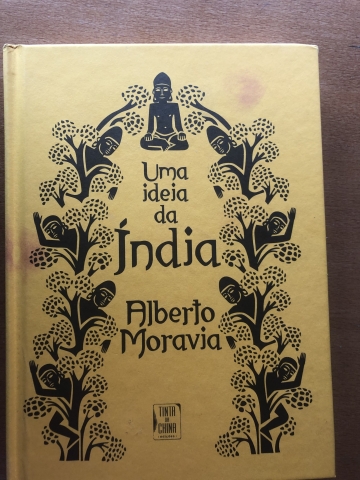 Uma
ideia
da
Índia
Alberto
Moravia
TINTA
DA
CHINA